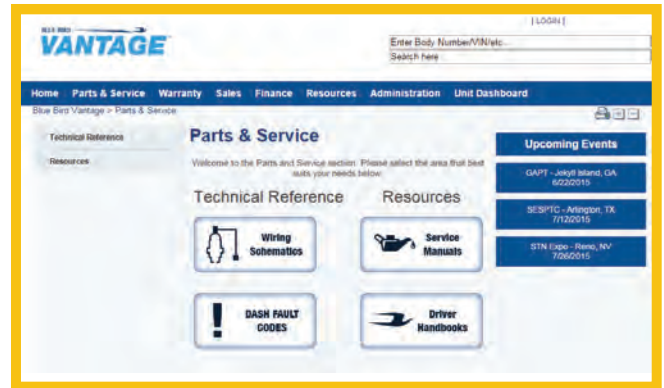 [ LOGIN ]
BLUE BIRD
VANTAGE
Enter Body Number/VIN/etc...
Search here
Home Parts & Service Warranty Sales Finance Resources Administration Unit Dashboard
Blue Bird Vantage > Parts & Service
Technical Reference
Resources
Parts & Service
Welcome to the Parts and Service section. Please select the area that best
suits your needs below.
Technical Reference
Resources
Wiring
Schematics
Service
Manuals
DASH FAULT
CODES
Driver
Handbooks
Upcoming Events
GAPT - Jekyll Island, GA
6/22/2015
SESPTC - Arlington, TX
7/12/2015
STN Expo - Reno, NV
7/26/2015